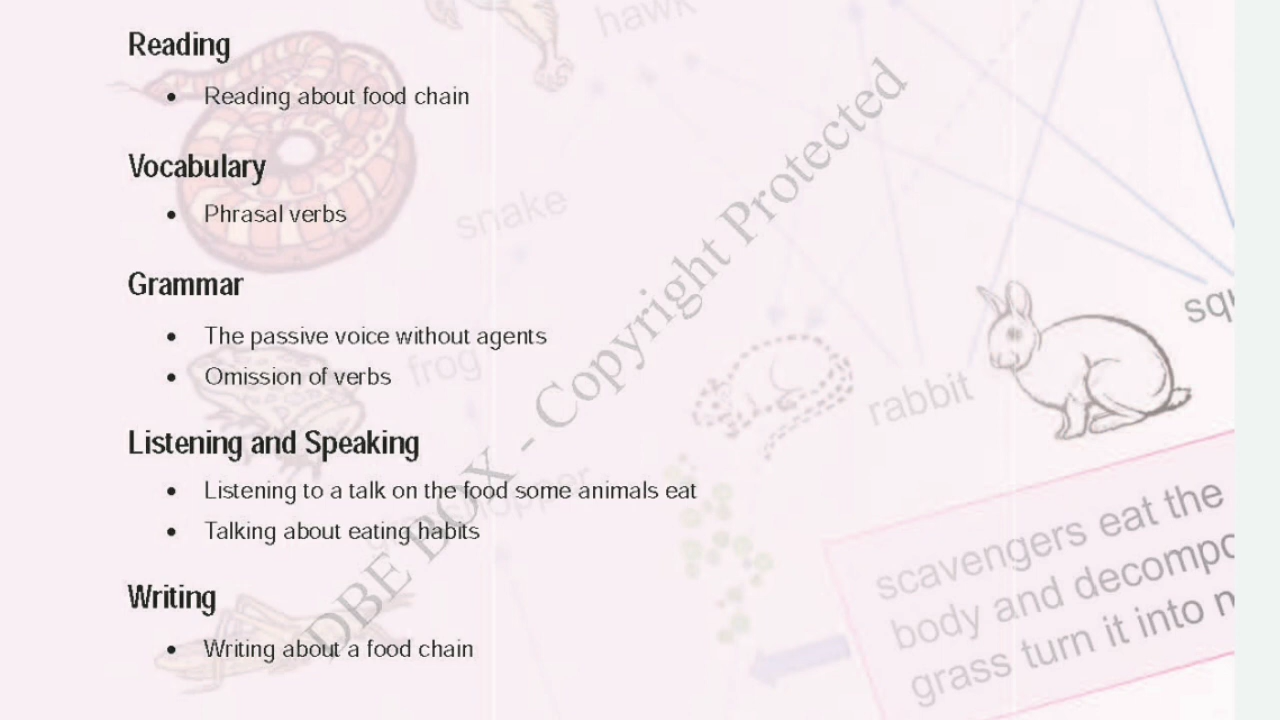 Reading
• Reading about food chain
Vocabulary
• Phrasal verbs
Grammar
• The passive voice without agents
• Omission of verbs
Listening and Speaking
• Listening to a talk on the food some animals eat
• Talking about eating habits
Writing
• Writing about a food chain
hawk
snake
frog
rabbit
scavengers eat the
body and
grass turn it into
DBE BOX - Copyright Protected